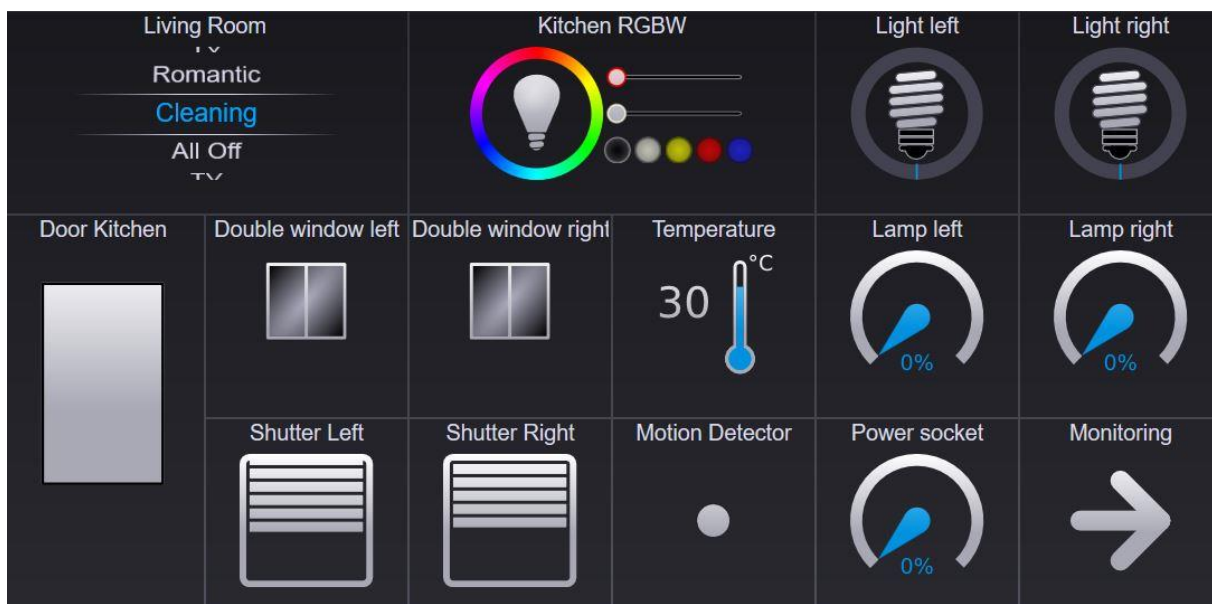 Living Room
Kitchen RGBW
Light left
Light right
Romantic
Cleaning
All Off
Door Kitchen
Double window left
Double window right
Temperature
Lamp left
Lamp right
°C
30
0%
0%
Shutter Left
Shutter Right
Motion Detector
Power socket
Monitoring
0%